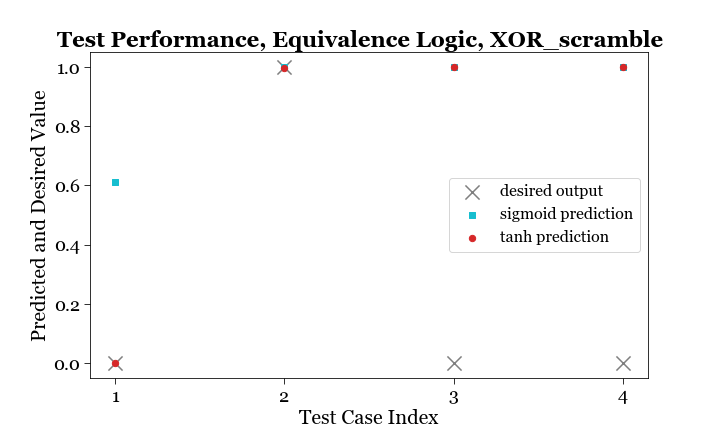 Test Performance, Equivalence Logic, XOR_scramble
Predicted and Desired Value
1.0
0.8
0.6
0.4
0.2
0.0
desired output
sigmoid prediction
tanh prediction
1 2 3 4
Test Case Index